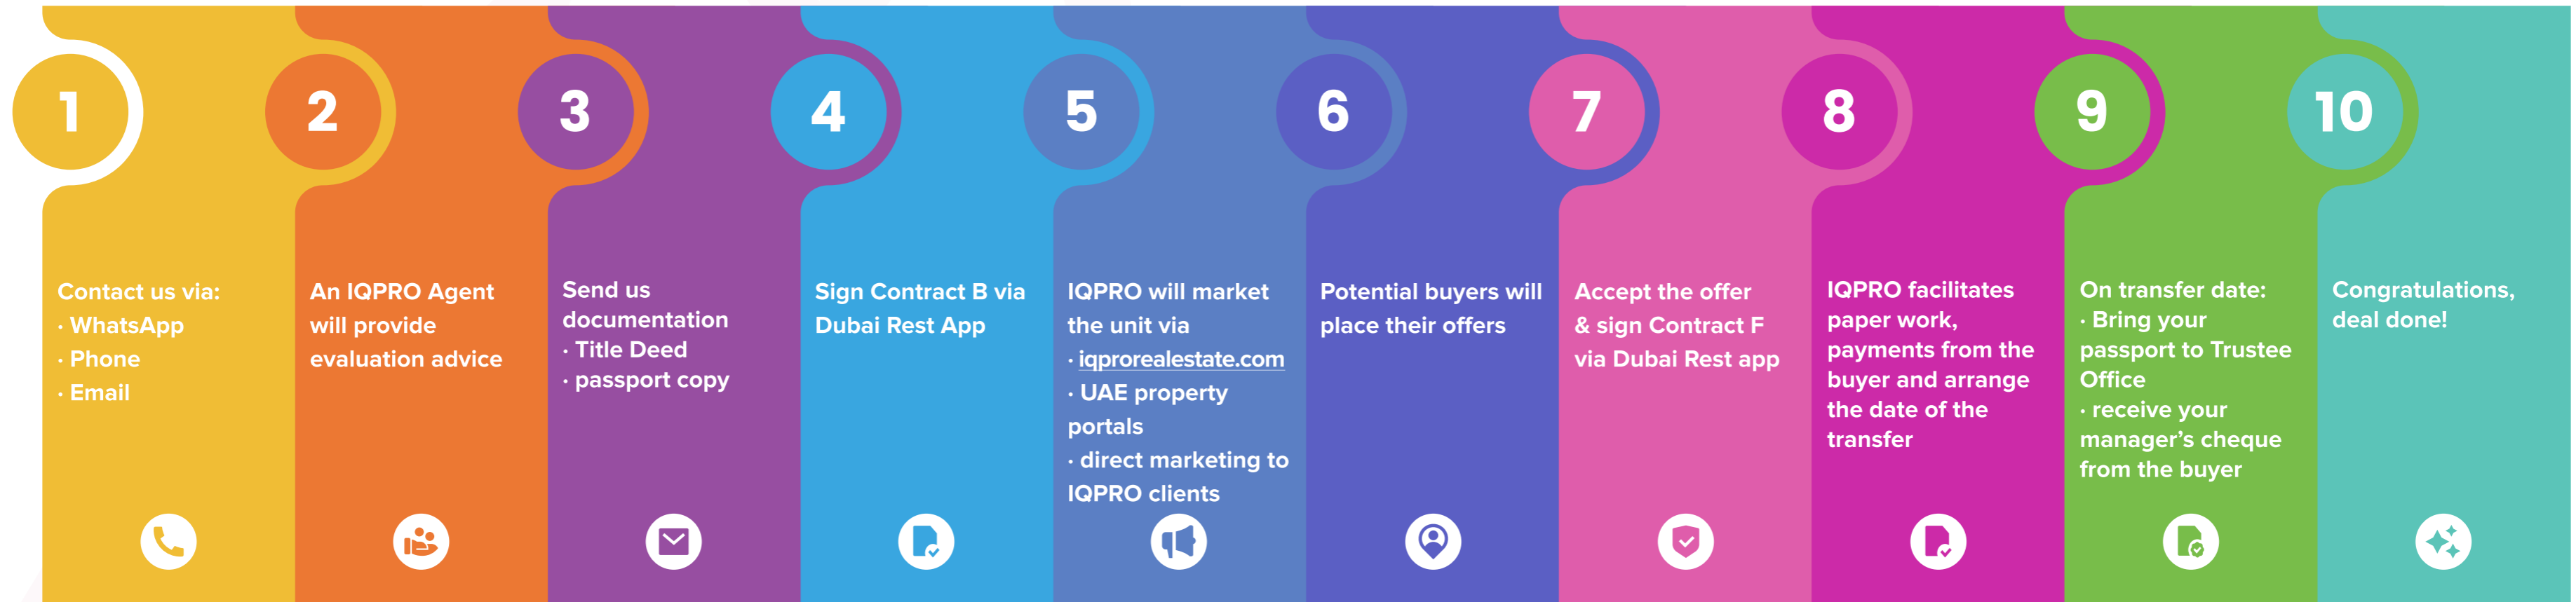 1
Contact us via:
· WhatsApp
· Phone
· Email
2
An IQPRO Agent
will provide
evaluation advice
3
Send us
documentation
· Title Deed
· passport copy
4
Sign Contract B via
Dubai Rest App
5
IQPRO will market
the unit via
· iqprorealestate.com
· UAE property
portals
· direct marketing to
IQPRO clients
6
Potential buyers will
place their offers
7
Accept the offer
& sign Contract F
via Dubai Rest app
8
IQPRO facilitates
paper work,
payments from the
buyer and arrange
the date of the
transfer
9
On transfer date:
· Bring your
passport to Trustee
Office
· receive your
manager’s cheque
from the buyer
10
Congratulations,
deal done!